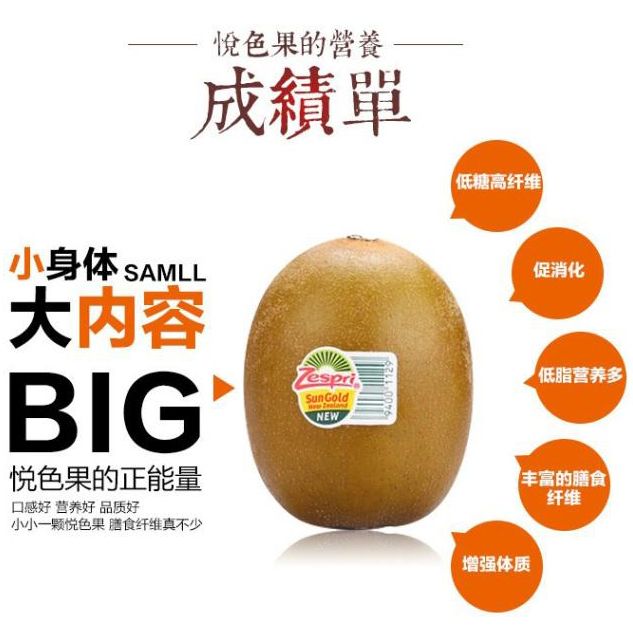 悦色果的營養
成績單
低糖高纤维
促消化
低脂营养多
丰富的膳食
纤维
增强体质
小身体 SAMLL
大内容
BIG
悦色果的正能量
口感好 营养好 品质好
小小一颗悦色果 膳食纤维真不少
Zespri
SunGold
New Zealand
NEW
9400 1129